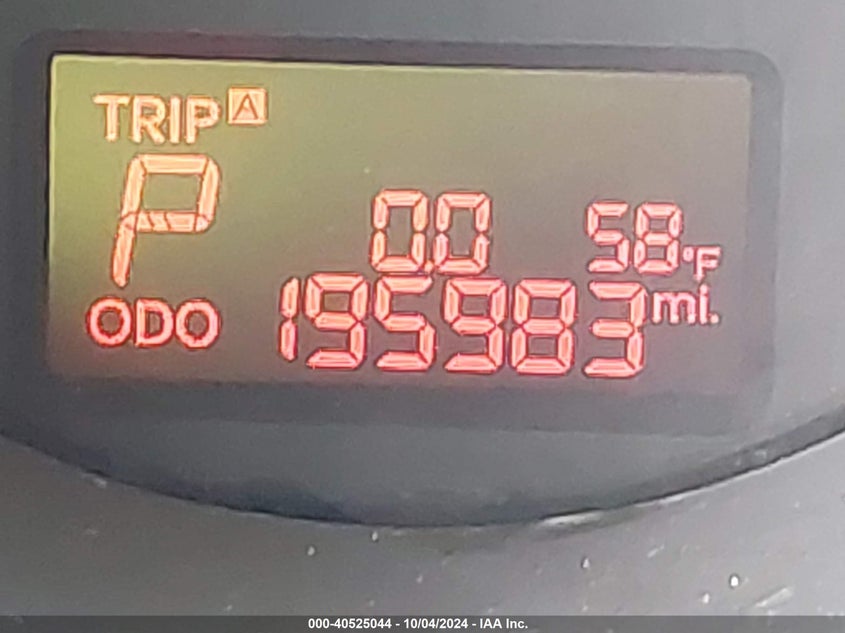 TRIP A
P 0.0 58°F
ODO 195983 mi.
000-40525044 - 10/04/2024 - IAA Inc.